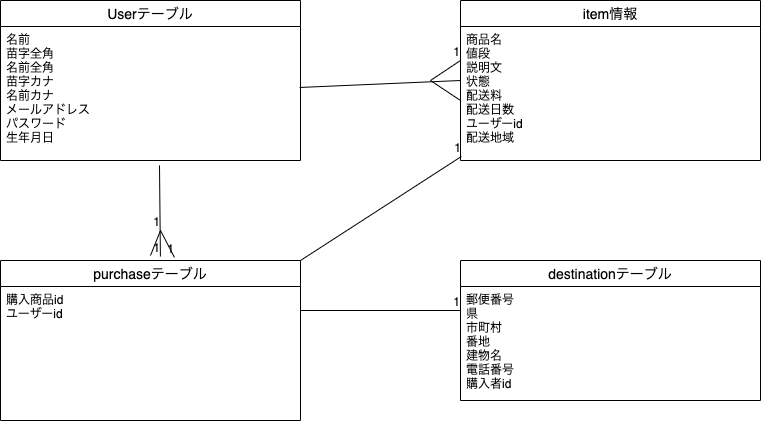 Userテーブル
名前
苗字全角
名前全角
苗字カナ
名前カナ
メールアドレス
パスワード
生年月日
item情報
商品名
値段
説明文
状態
配送料
配送日数
ユーザーid
配送地域
1
1
1
1
1
purchaseテーブル
購入商品id
ユーザーid
1
destinationテーブル
郵便番号
県
市町村
番地
建物名
電話番号
購入者id